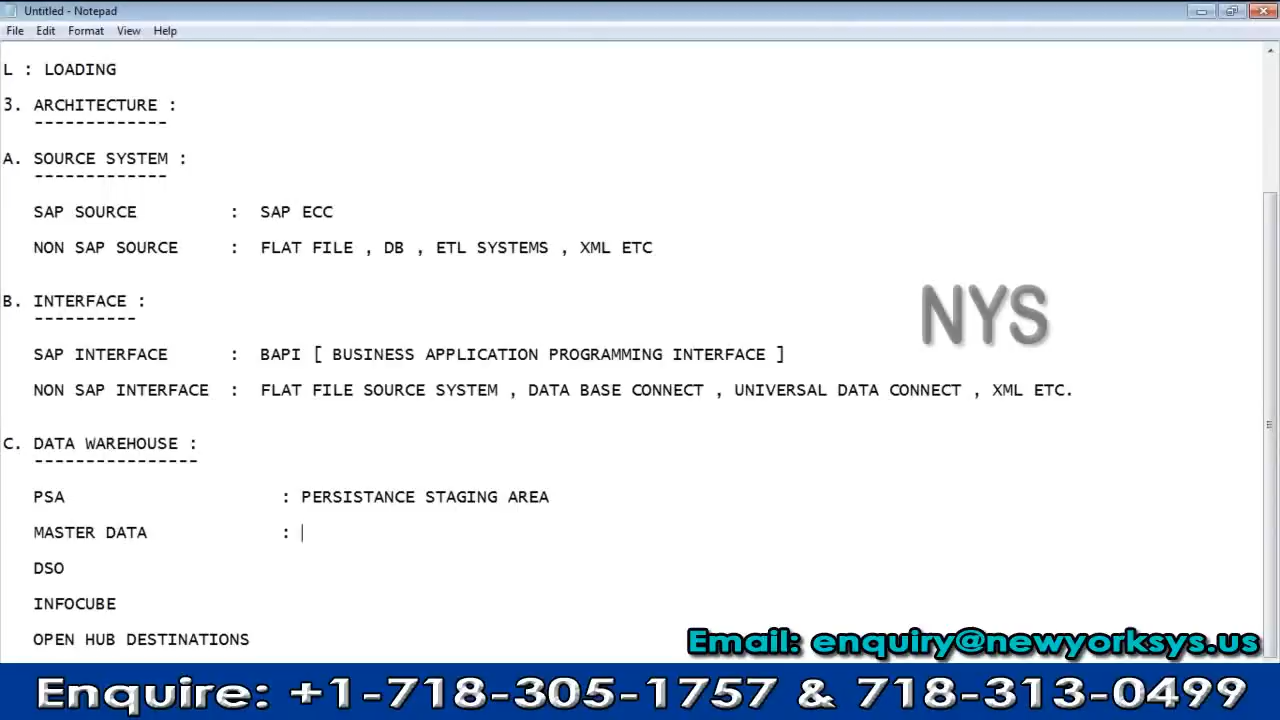 Untitled - Notepad
File Edit Format View Help
L : LOADING
3. ARCHITECTURE :
-------------
A. SOURCE SYSTEM :
-------------
SAP SOURCE : SAP ECC
NON SAP SOURCE : FLAT FILE , DB , ETL SYSTEMS , XML ETC
B. INTERFACE :
----------
NYS
SAP INTERFACE : BAPI [ BUSINESS APPLICATION PROGRAMMING INTERFACE ]
NON SAP INTERFACE : FLAT FILE SOURCE SYSTEM , DATA BASE CONNECT , UNIVERSAL DATA CONNECT , XML ETC.
C. DATA WAREHOUSE :
----------------
PSA : PERSISTANCE STAGING AREA
MASTER DATA :
DSO
INFOCUBE
OPEN HUB DESTINATIONS
Email: enquiry@newyorksys.us
Enquire: +1-718-305-1757 & 718-313-0499